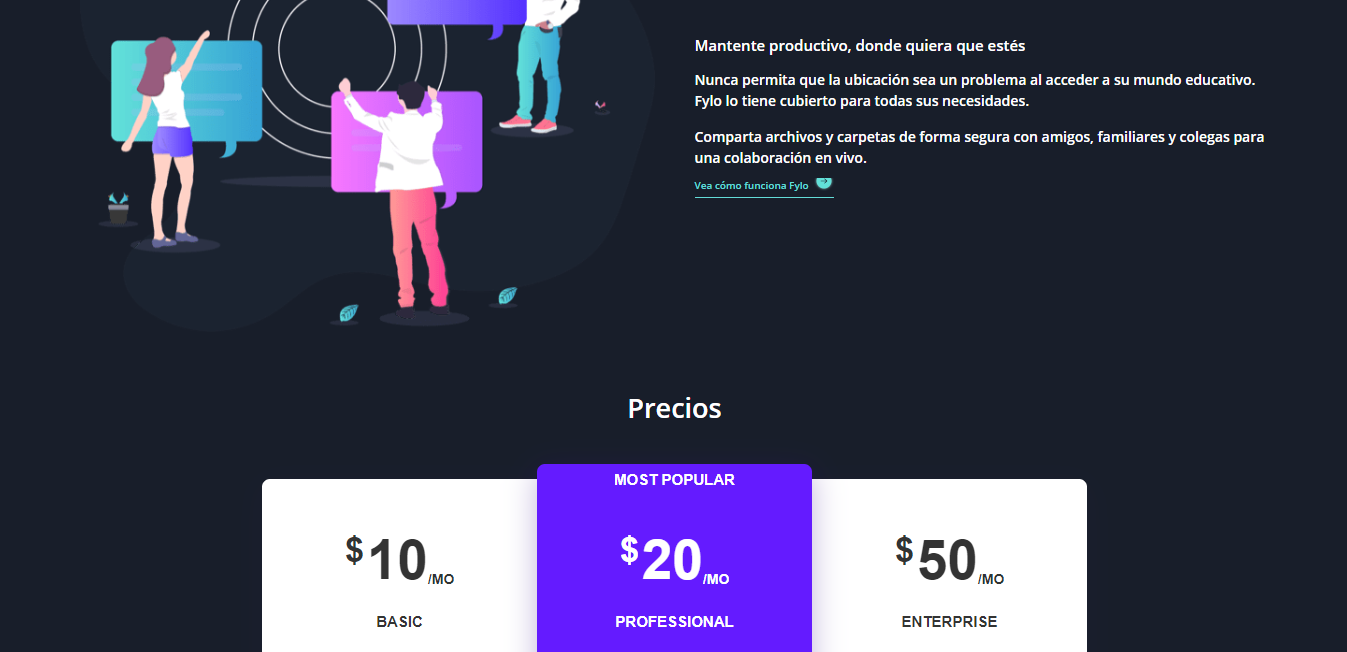 Mantente productivo, donde quiera que estés
Nunca permita que la ubicación sea un problema al acceder a su mundo educativo.
Fylo lo tiene cubierto para todas sus necesidades.
Comparta archivos y carpetas de forma segura con amigos, familiares y colegas para
una colaboración en vivo.
Vea cómo funciona Fylo
Precios
MOST POPULAR
$10/MO
BASIC
$20/MO
PROFESSIONAL
$50/MO
ENTERPRISE